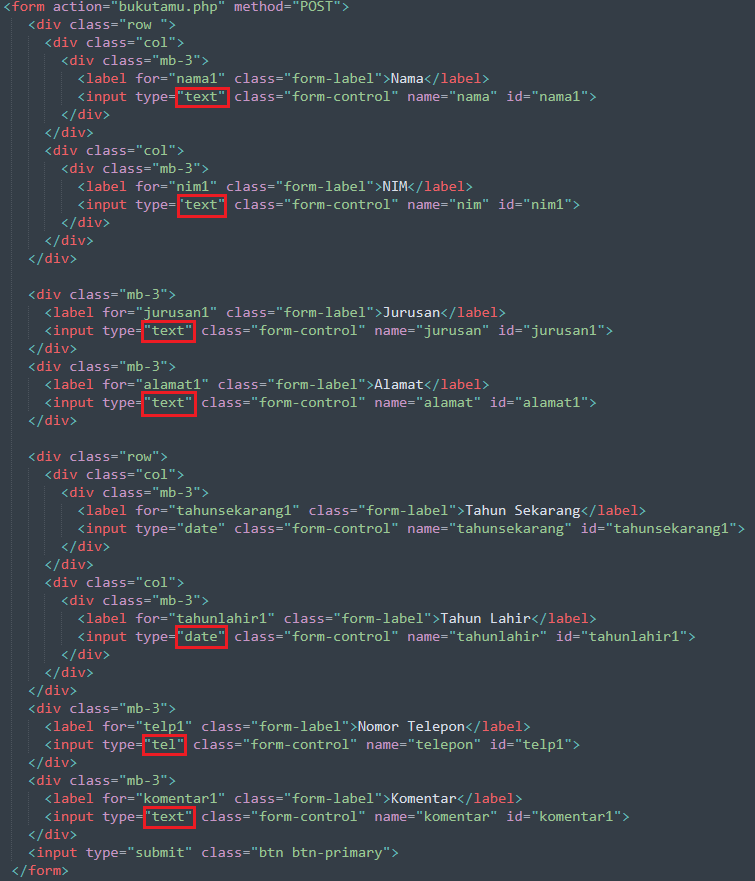 <form action="bukutamu.php" method="POST">
<div class="row ">
<div class="col">
<div class="mb-3">
<label for="nama1" class="form-label">Nama</label>
<input type="text" class="form-control" name="nama" id="nama1">
</div>
</div>
<div class="col">
<div class="mb-3">
<label for="nim1" class="form-label">NIM</label>
<input type="text" class="form-control" name="nim" id="nim1">
</div>
</div>
</div>
<div class="mb-3">
<label for="jurusan1" class="form-label">Jurusan</label>
<input type="text" class="form-control" name="jurusan" id="jurusan1">
</div>
<div class="mb-3">
<label for="alamat1" class="form-label">Alamat</label>
<input type="text" class="form-control" name="alamat" id="alamat1">
</div>
<div class="row">
<div class="col">
<div class="mb-3">
<label for="tahunsekarang1" class="form-label">Tahun Sekarang</label>
<input type="date" class="form-control" name="tahunsekarang" id="tahunsekarang1">
</div>
</div>
<div class="col">
<div class="mb-3">
<label for="tahunlahir1" class="form-label">Tahun Lahir</label>
<input type="date" class="form-control" name="tahunlahir" id="tahunlahir1">
</div>
</div>
</div>
<div class="mb-3">
<label for="telp1" class="form-label">Nomor Telepon</label>
<input type="tel" class="form-control" name="telepon" id="telp1">
</div>
<div class="mb-3">
<label for="komentar1" class="form-label">Komentar</label>
<input type="text" class="form-control" name="komentar" id="komentar1">
</div>
<input type="submit" class="btn btn-primary">
</form>